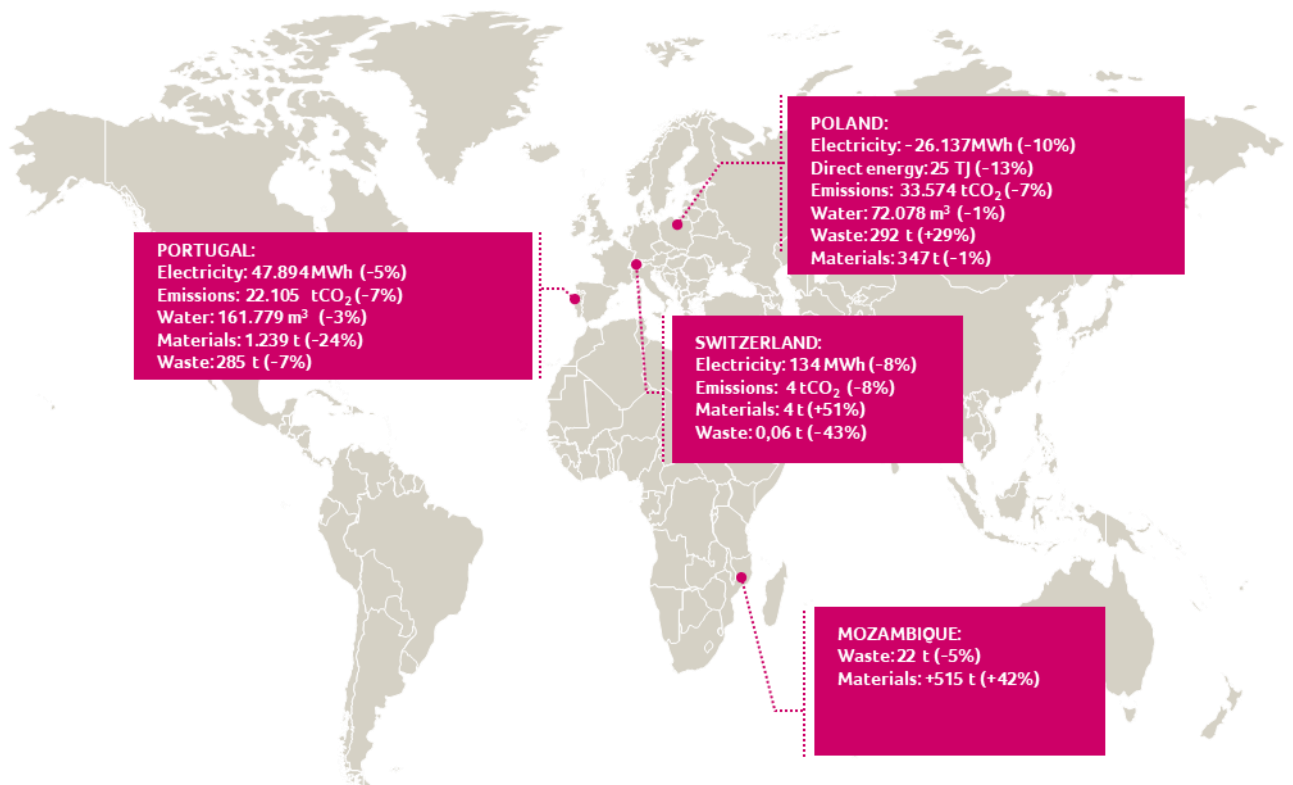 POLAND:
Electricity: -26.137MWh (-10%)
Direct energy: 25 TJ (-13%)
Emissions: 33.574 tCO₂ (-7%)
Water: 72.078 m³ (-1%)
Waste: 292 t (+29%)
Materials: 347 t (-1%)
PORTUGAL:
Electricity: 47.894 MWh (-5%)
Emissions: 22.105 tCO₂ (-7%)
Water: 161.779 m³ (-3%)
Materials: 1.239 t (-24%)
Waste: 285 t (-7%)
SWITZERLAND:
Electricity: 134 MWh (-8%)
Emissions: 4 tCO₂ (-8%)
Materials: 4 t (+51%)
Waste: 0,06 t (-43%)
MOZAMBIQUE:
Waste: 22 t (-5%)
Materials: +515 t (+42%)